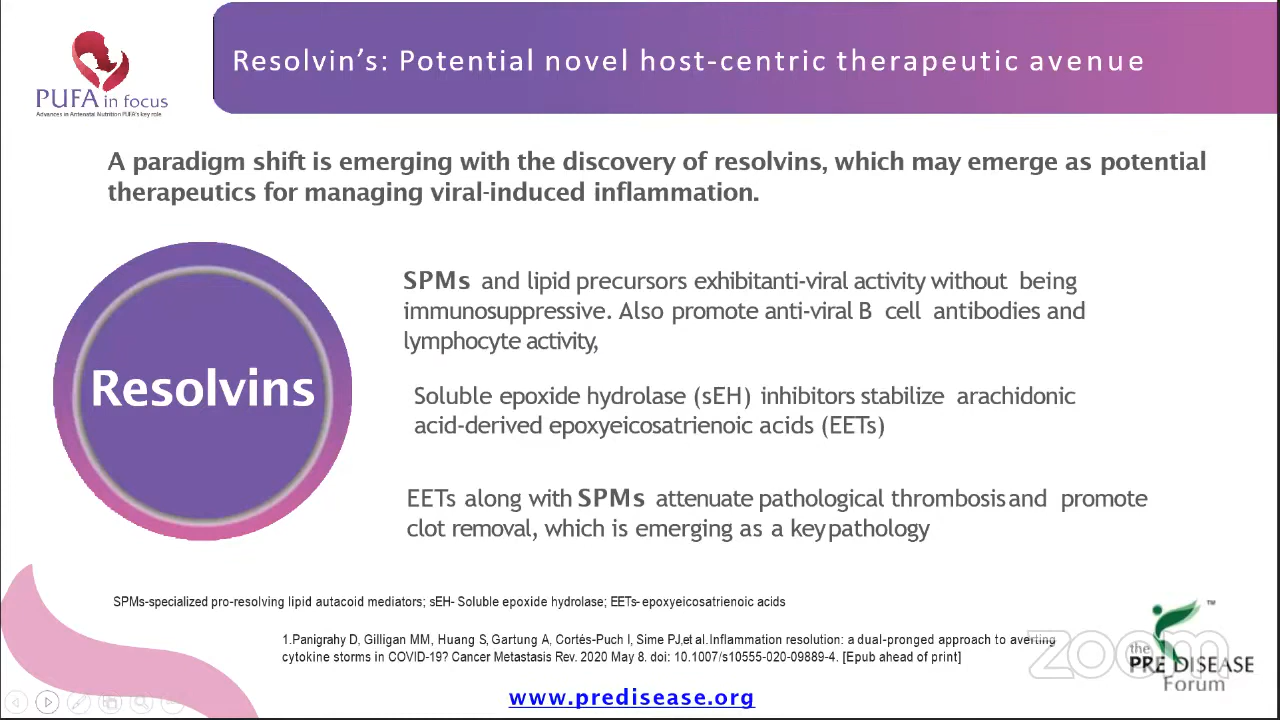 PUFA in focus
Advances in Antenatal Nutrition PUFA's key role
Resolvin's: Potential novel host-centric therapeutic avenue
A paradigm shift is emerging with the discovery of resolvins, which may emerge as potential
therapeutics for managing viral-induced inflammation.
Resolvins
SPMs and lipid precursors exhibitanti-viral activity without being
immunosuppressive. Also promote anti-viral B cell antibodies and
lymphocyte activity,
Soluble epoxide hydrolase (sEH) inhibitors stabilize arachidonic
acid-derived epoxyeicosatrienoic acids (EETs)
EETs along with SPMs attenuate pathological thrombosis and promote
clot removal, which is emerging as a key pathology
SPMs-specialized pro-resolving lipid autacoid mediators; sEH- Soluble epoxide hydrolase; EETs- epoxyeicosatrienoic acids
1.Panigrahy D, Gilligan MM, Huang S, Gartung A, Cortés-Puch I, Sime PJ,et al.Inflammation resolution: a dual-pronged approach to averting
cytokine storms in COVID-19? Cancer Metastasis Rev. 2020 May 8. doi: 10.1007/s10555-020-09889-4. [Epub ahead of print]
www.predisease.org
zoom
the
PRE DISEASE
Forum
TM